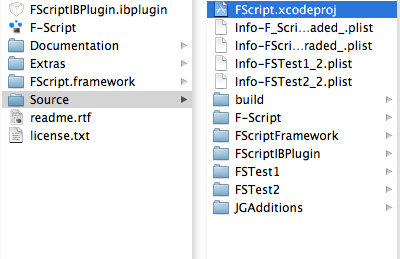 FScriptIBPlugin.ibplugin
F-Script
Documentation
Extras
FScript.framework
Source
readme.rtf
license.txt
FScript.xcodeproj
Info-F_Scri...aded_.plist
Info-FScri...raded_.plist
Info-FSTest1_2.plist
Info-FSTest2_2.plist
build
F-Script
FScriptFramework
FScriptIBPlugin
FSTest1
FSTest2
JGAdditions